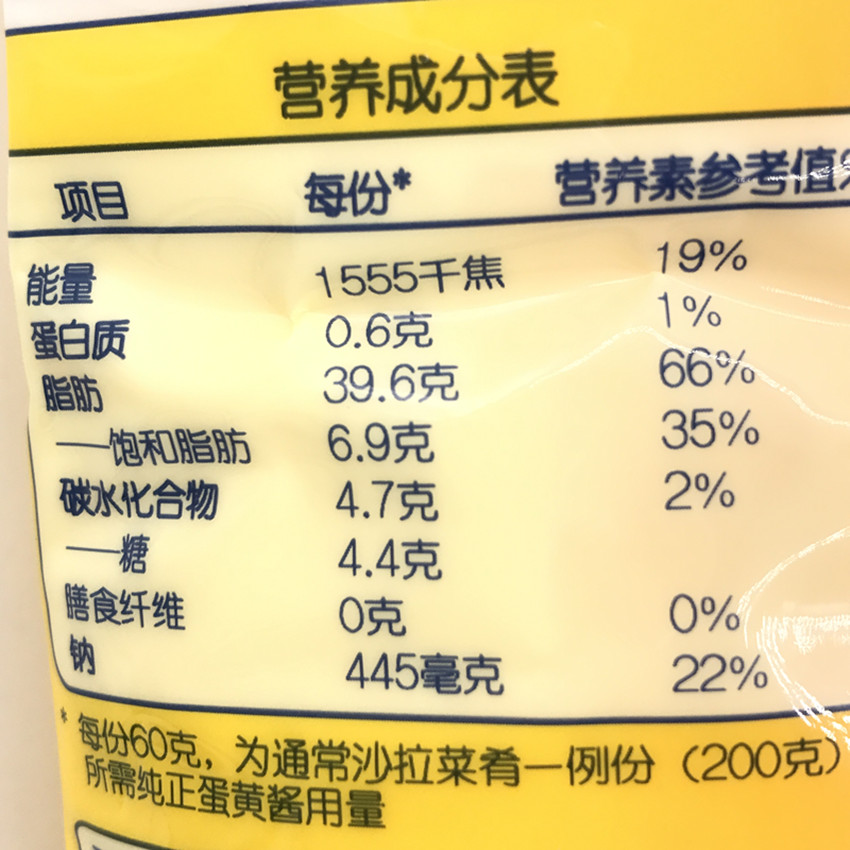 营养成分表
项目 每份* 营养素参考值%
能量 1555千焦 19%
蛋白质 0.6克 1%
脂肪 39.6克 66%
——饱和脂肪 6.9克 35%
碳水化合物 4.7克 2%
——糖 4.4克
膳食纤维 0克 0%
钠 445毫克 22%
* 每份60克，为通常沙拉菜肴一例份（200克）
所需纯正蛋黄酱用量